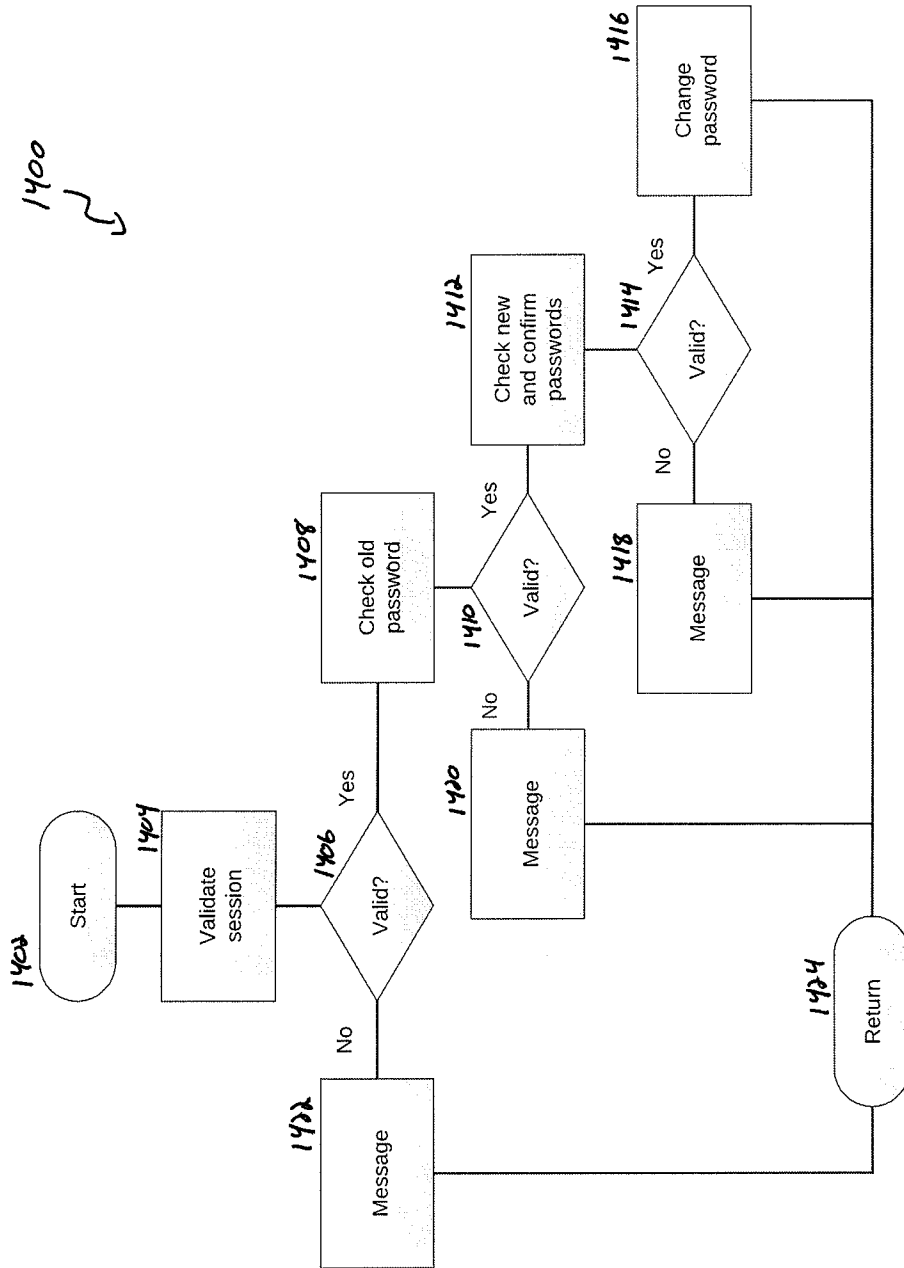 1400
1402
Start
1404
Validate
session
1406
Valid?
No
Yes
1422
Message
1408
Check old
password
1410
Valid?
No
Yes
1420
Message
1412
Check new
and confirm
passwords
1414
Valid?
No
Yes
1418
Message
1416
Change
password
1424
Return